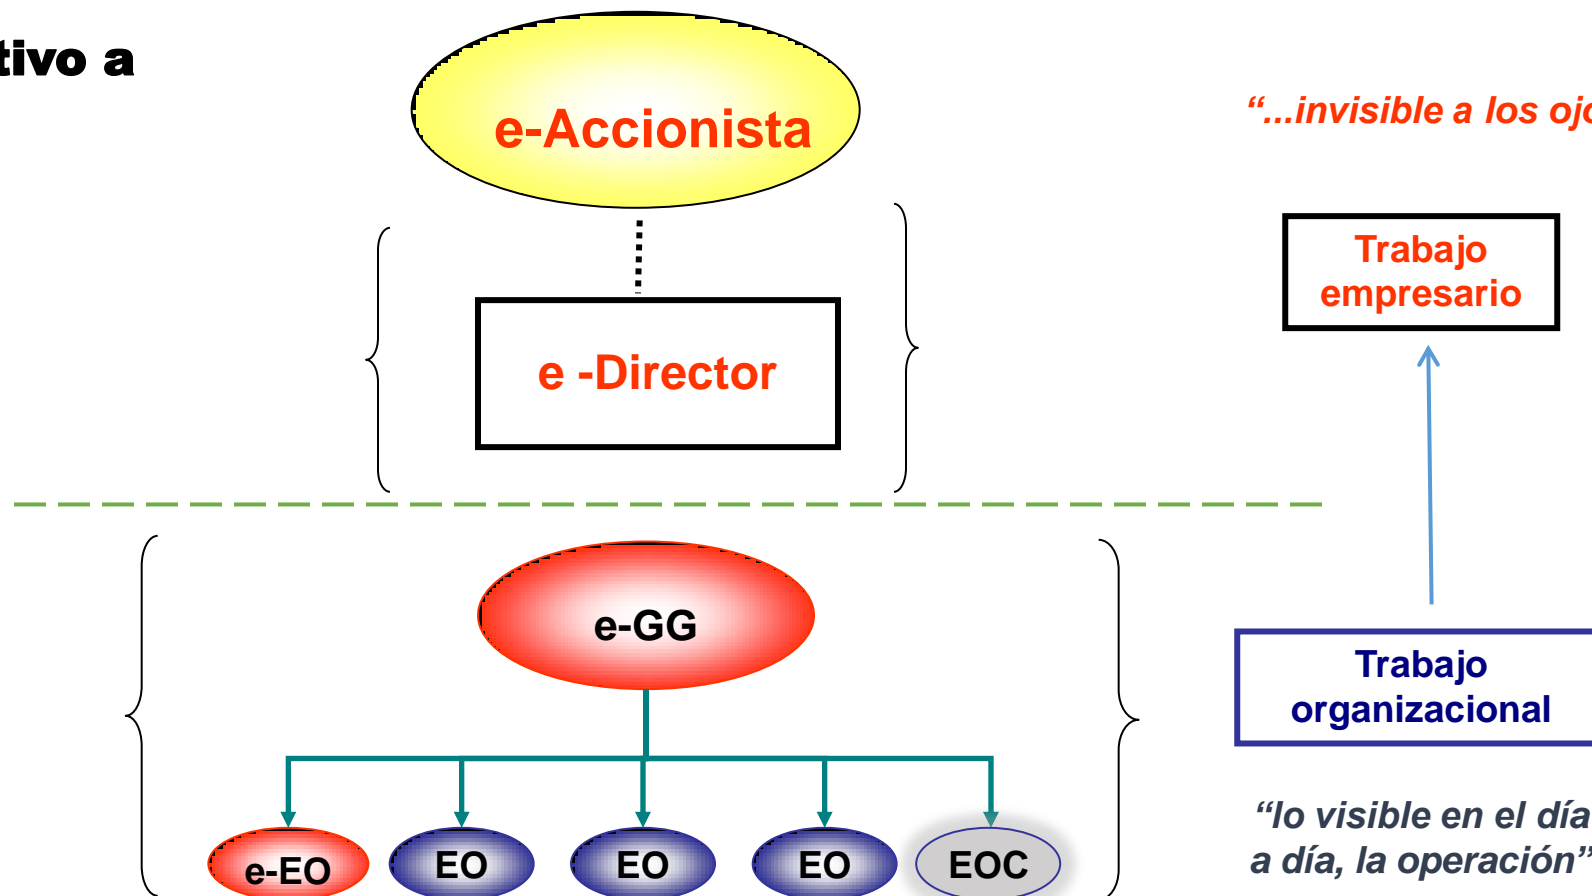 tivo a
e-Accionista
“...invisible a los ojo
Trabajo
empresario
e -Director
e-GG
Trabajo
organizacional
“lo visible en el día
a día, la operación”
e-EO
EO
EO
EO
EOC